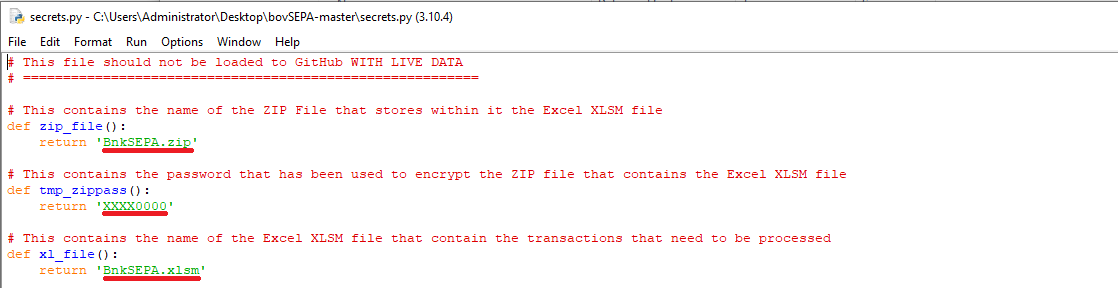 secrets.py - C:\Users\Administrator\Desktop\bovSEPA-master\secrets.py (3.10.4)
File Edit Format Run Options Window Help
# This file should not be loaded to GitHub WITH LIVE DATA
# =========================================================
# This contains the name of the ZIP File that stores within it the Excel XLSM file
def zip_file():
    return 'BnkSEPA.zip'
# This contains the password that has been used to encrypt the ZIP file that contains the Excel XLSM file
def tmp_zippass():
    return 'XXXX0000'
# This contains the name of the Excel XLSM file that contain the transactions that need to be processed
def xl_file():
    return 'BnkSEPA.xlsm'